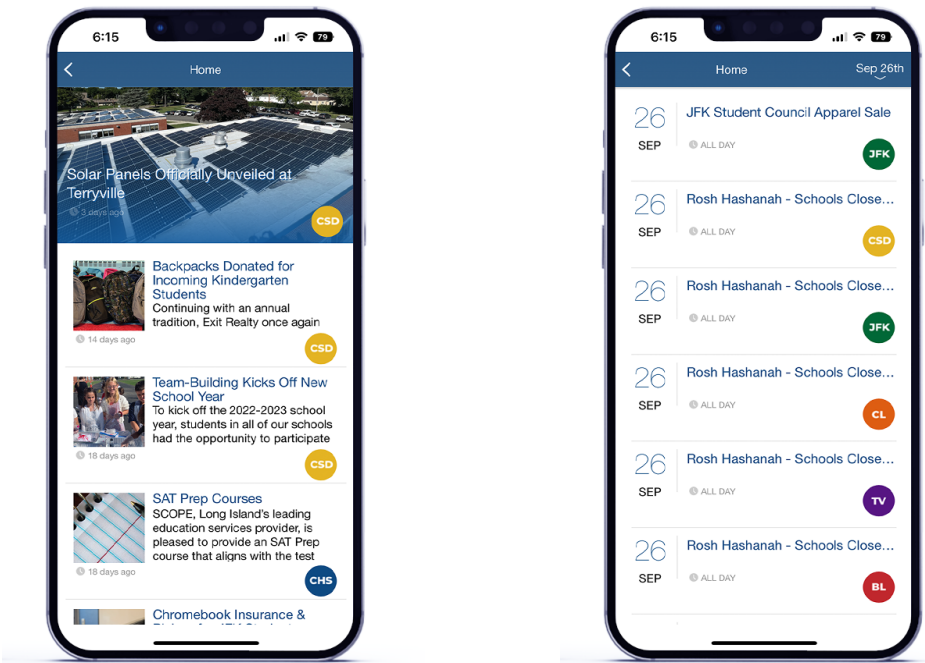 6:15
79
Home
Solar Panels Officially Unveiled at
Terryville
3 days ago
CSD
Backpacks Donated for
Incoming Kindergarten
Students
Continuing with an annual
tradition, Exit Realty once again
14 days ago
CSD
Team-Building Kicks Off New
School Year
To kick off the 2022-2023 school
year, students in all of our schools
had the opportunity to participate
18 days ago
CSD
SAT Prep Courses
SCOPE, Long Island's leading
education services provider, is
pleased to provide an SAT Prep
course that aligns with the test
18 days ago
CHS
Chromebook Insurance &
6:15
79
Home
Sep 26th
26
SEP
JFK Student Council Apparel Sale
ALL DAY
JFK
26
SEP
Rosh Hashanah - Schools Close...
ALL DAY
CSD
26
SEP
Rosh Hashanah - Schools Close...
ALL DAY
JFK
26
SEP
Rosh Hashanah - Schools Close...
ALL DAY
CL
26
SEP
Rosh Hashanah - Schools Close...
ALL DAY
TV
26
SEP
Rosh Hashanah - Schools Close...
ALL DAY
BL